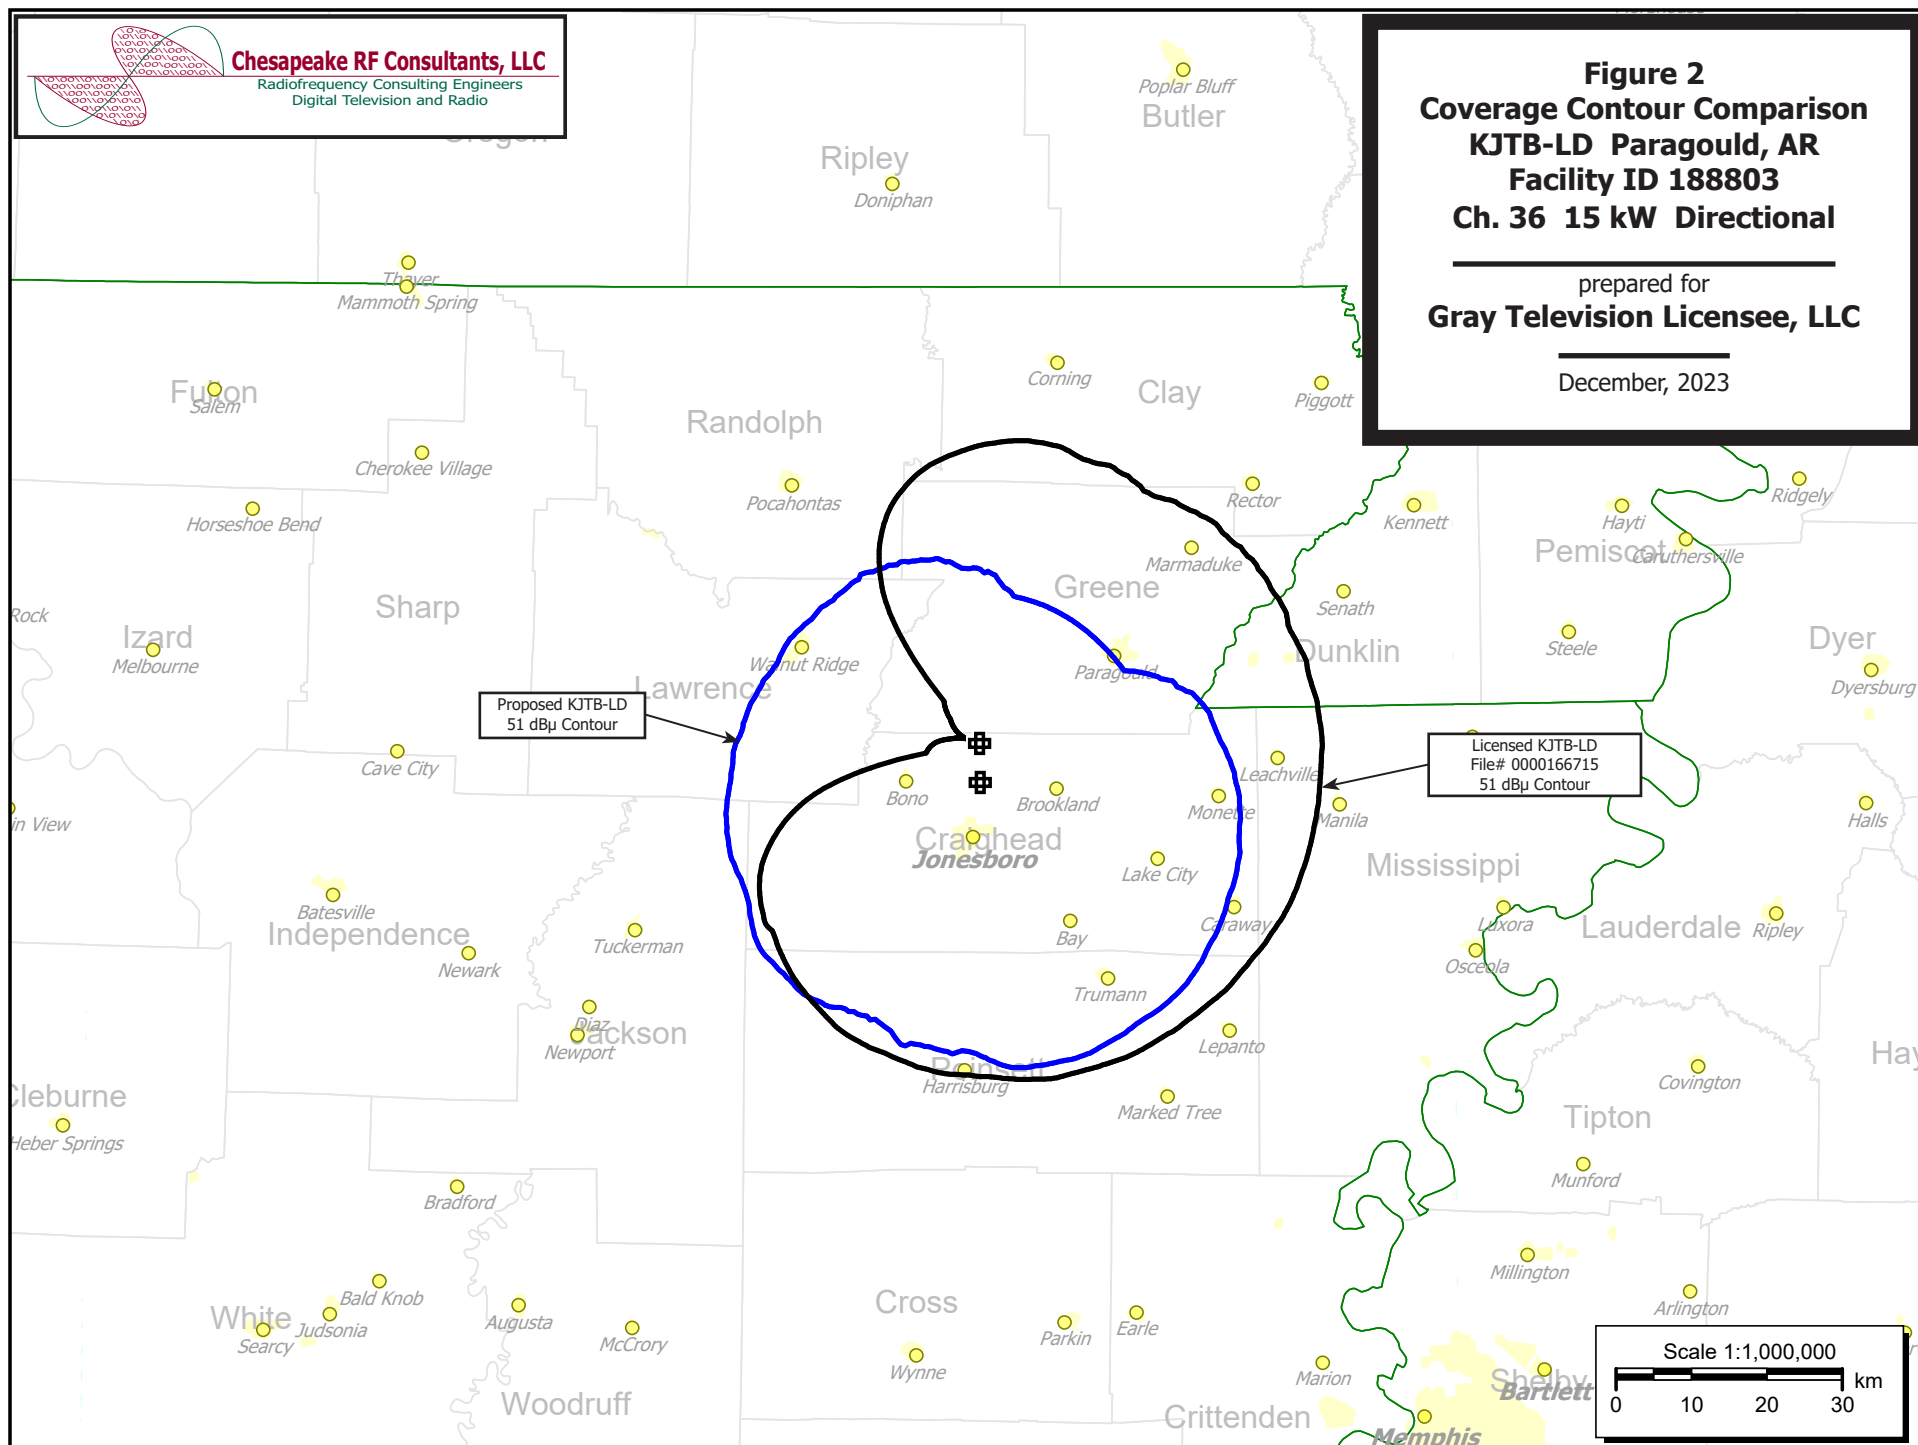 Chesapeake RF Consultants, LLC
Radiofrequency Consulting Engineers
Digital Television and Radio
Figure 2
Coverage Contour Comparison
KJTB-LD Paragould, AR
Facility ID 188803
Ch. 36 15 kW Directional
prepared for
Gray Television Licensee, LLC
December, 2023
Poplar Bluff
Butler
Ripley
Doniphan
Thayer
Mammoth Spring
Fulton
Salem
Corning
Clay
Piggott
Randolph
Cherokee Village
Pocahontas
Rector
Kennett
Hayti
Ridgely
Horseshoe Bend
Marmaduke
Pemiscot
Caruthersville
Greene
Senath
Sharp
Rock
Izard
Melbourne
Walnut Ridge
Paragould
Dunklin
Steele
Dyer
Dyersburg
Lawrence
Proposed KJTB-LD
51 dBµ Contour
Licensed KJTB-LD
File# 0000166715
51 dBµ Contour
Cave City
Bono
Brookland
Leachville
Monette
Manila
Halls
in View
Craighead
Jonesboro
Lake City
Mississippi
Batesville
Independence
Tuckerman
Bay
Caraway
Luxora
Lauderdale
Ripley
Newark
Trumann
Osceola
Diaz
Jackson
Newport
Lepanto
Poinsett
Harrisburg
Hay
Covington
Cleburne
Heber Springs
Marked Tree
Tipton
Munford
Bradford
Millington
Bald Knob
White
Judsonia
Searcy
Augusta
McCrory
Cross
Parkin
Earle
Wynne
Arlington
Marion
Shelby
Bartlett
Woodruff
Crittenden
Memphis
Scale 1:1,000,000
km
0 10 20 30